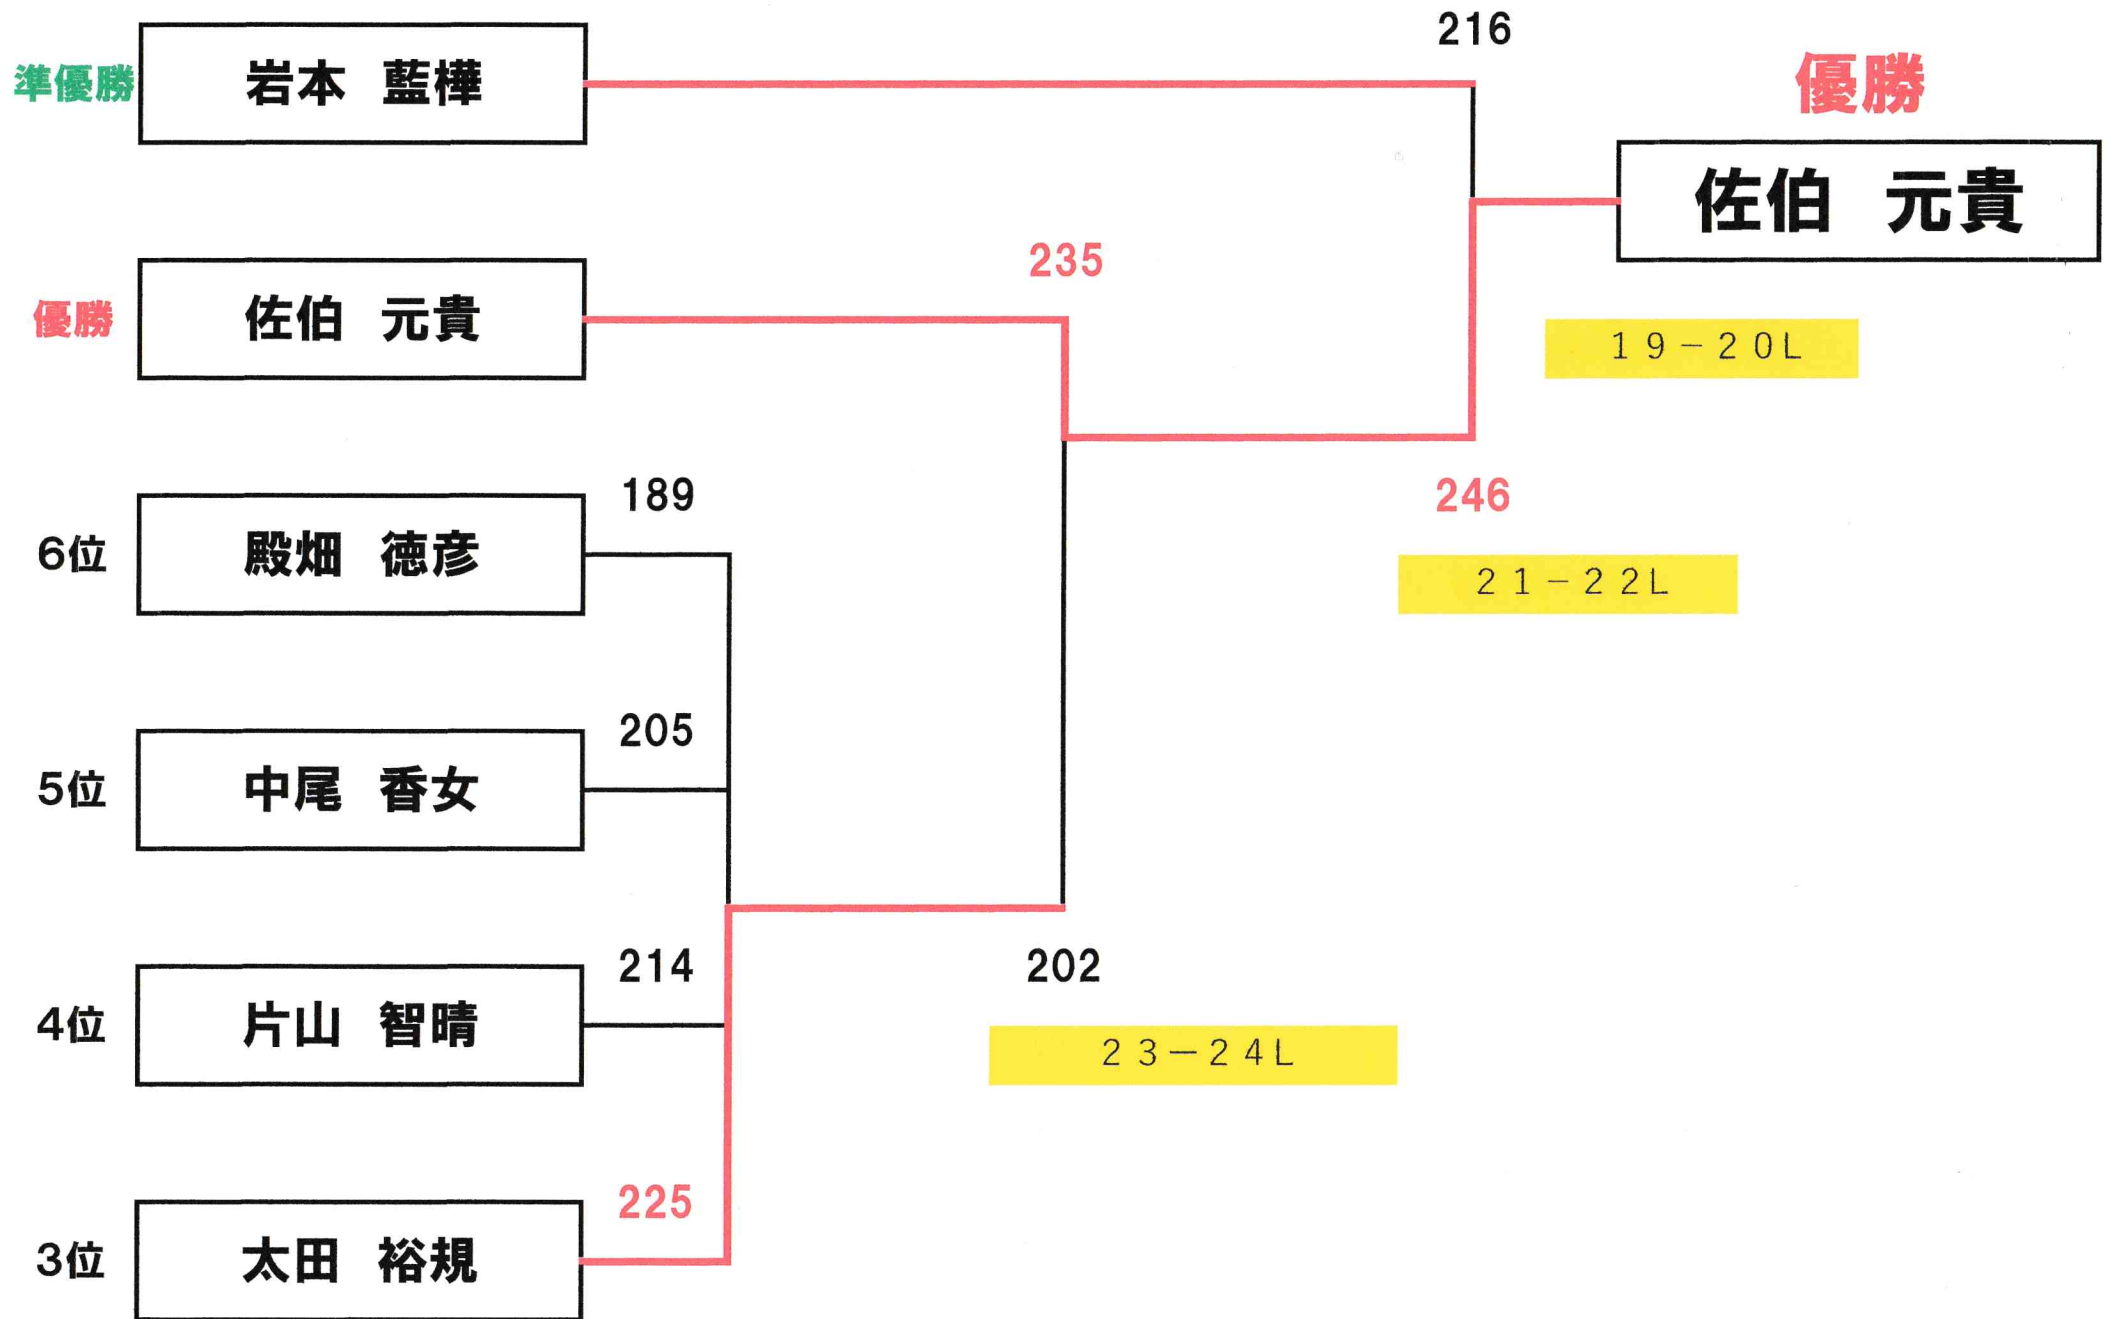 216
準優勝 岩本 藍樺
優勝
佐伯 元貴
235
優勝 佐伯 元貴
19-20L
189
246
6位 殿畑 徳彦
21-22L
205
5位 中尾 香女
214
202
4位 片山 智晴
23-24L
225
3位 太田 裕規